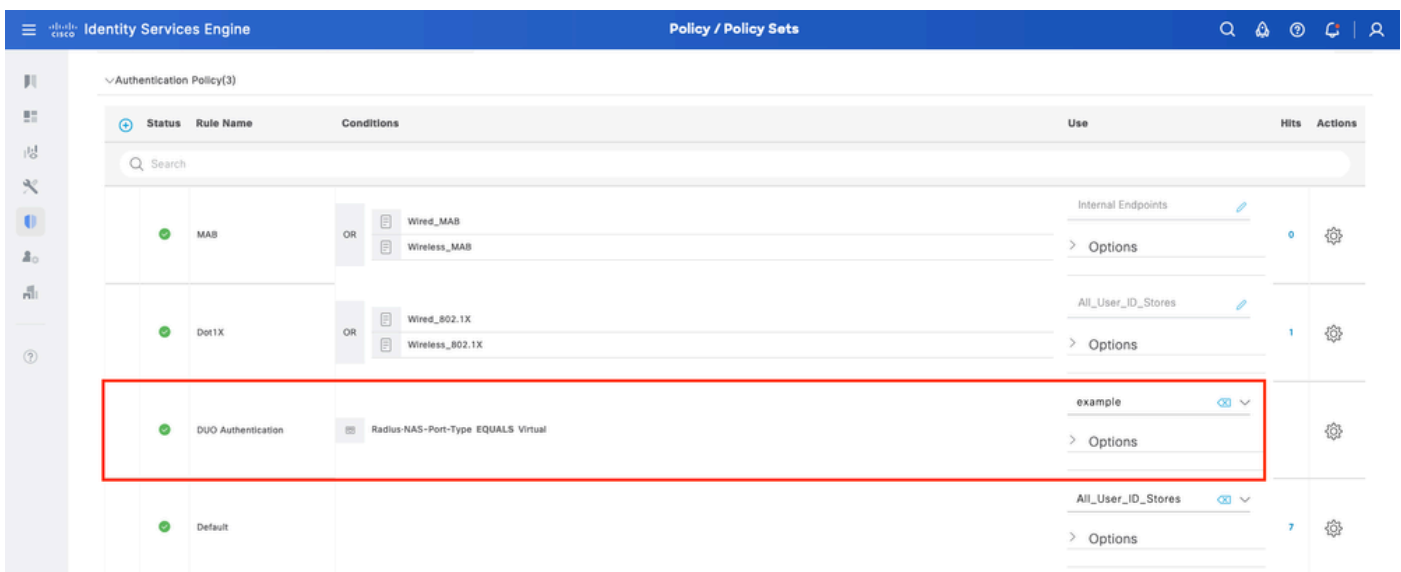 cisco Identity Services Engine
Policy / Policy Sets
Authentication Policy(3)
Status Rule Name Conditions Use Hits Actions
Search
MAB
OR
Wired_MAB
Wireless_MAB
Internal Endpoints
Options
0
Dot1X
OR
Wired_802.1X
Wireless_802.1X
All_User_ID_Stores
Options
1
DUO Authentication
Radius-NAS-Port-Type EQUALS Virtual
example
Options
Default
All_User_ID_Stores
Options
7